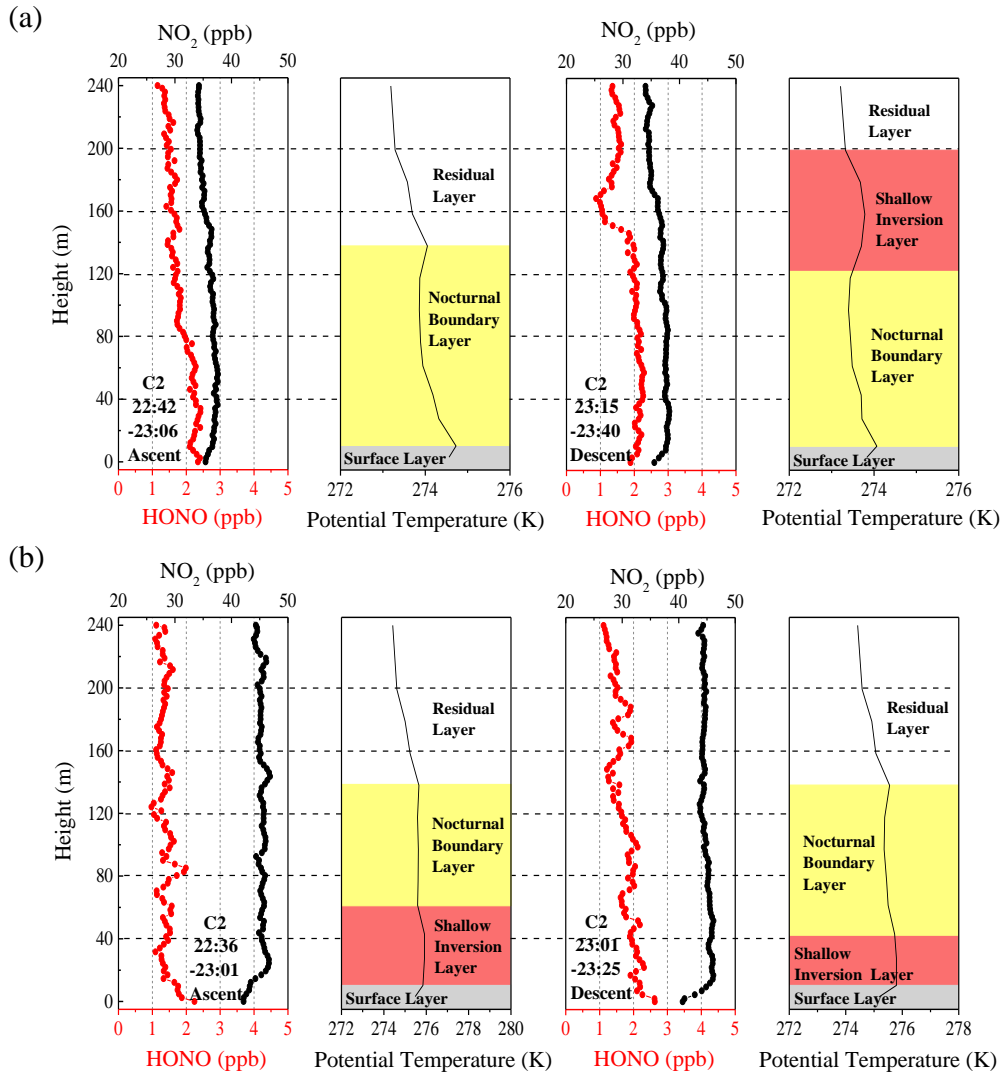 (a)
NO2 (ppb)
NO2 (ppb)
20 30 40 50
20 30 40 50
240
200
160
120
80
40
0
Height (m)
C2
22:42
-23:06
Ascent
0 1 2 3 4 5
HONO (ppb)
Residual
Layer
Nocturnal
Boundary
Layer
Surface Layer
272 274 276
Potential Temperature (K)
C2
23:15
-23:40
Descent
0 1 2 3 4 5
HONO (ppb)
Residual
Layer
Shallow
Inversion
Layer
Nocturnal
Boundary
Layer
Surface Layer
272 274 276
Potential Temperature (K)
(b)
NO2 (ppb)
NO2 (ppb)
20 30 40 50
20 30 40 50
240
200
160
120
80
40
0
Height (m)
C2
22:36
-23:01
Ascent
0 1 2 3 4 5
HONO (ppb)
Residual
Layer
Nocturnal
Boundary
Layer
Shallow
Inversion
Layer
Surface Layer
272 274 276 278 280
Potential Temperature (K)
C2
23:01
-23:25
Descent
0 1 2 3 4 5
HONO (ppb)
Residual
Layer
Nocturnal
Boundary
Layer
Shallow
Inversion Layer
Surface Layer
272 274 276 278
Potential Temperature (K)